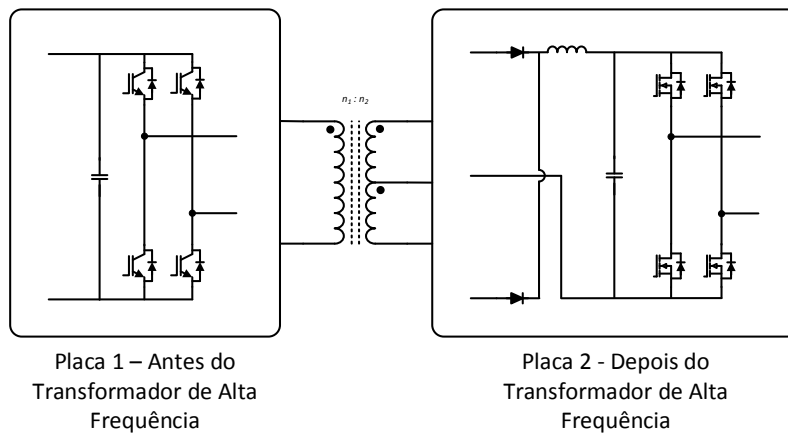 n₁ : n₂
Placa 1 – Antes do
Transformador de Alta
Frequência
Placa 2 - Depois do
Transformador de Alta
Frequência